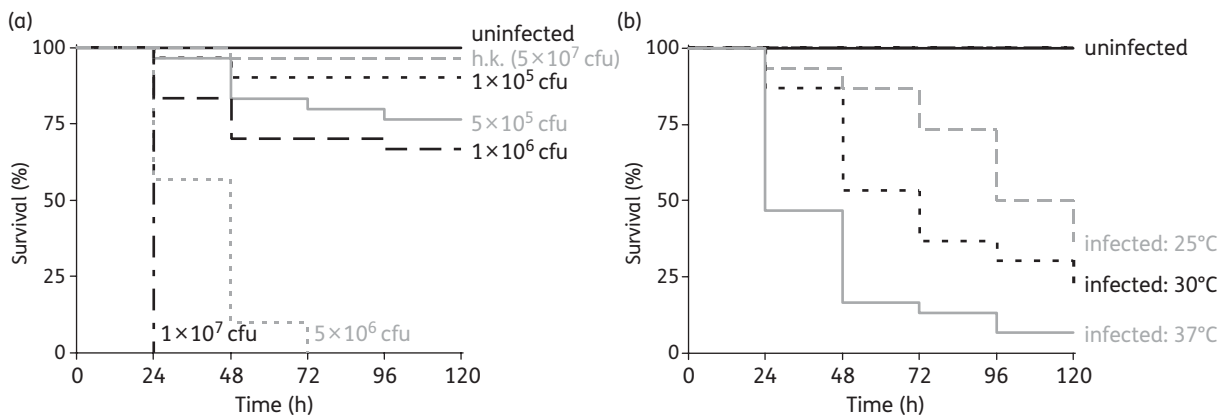 (a)
uninfected
h.k. (5×10⁷ cfu)
1×10⁵ cfu
5×10⁵ cfu
1×10⁶ cfu
1×10⁷ cfu
5×10⁶ cfu
100
75
50
25
0
Survival (%)
0 24 48 72 96 120
Time (h)
(b)
uninfected
infected: 25°C
infected: 30°C
infected: 37°C
100
75
50
25
0
Survival (%)
0 24 48 72 96 120
Time (h)